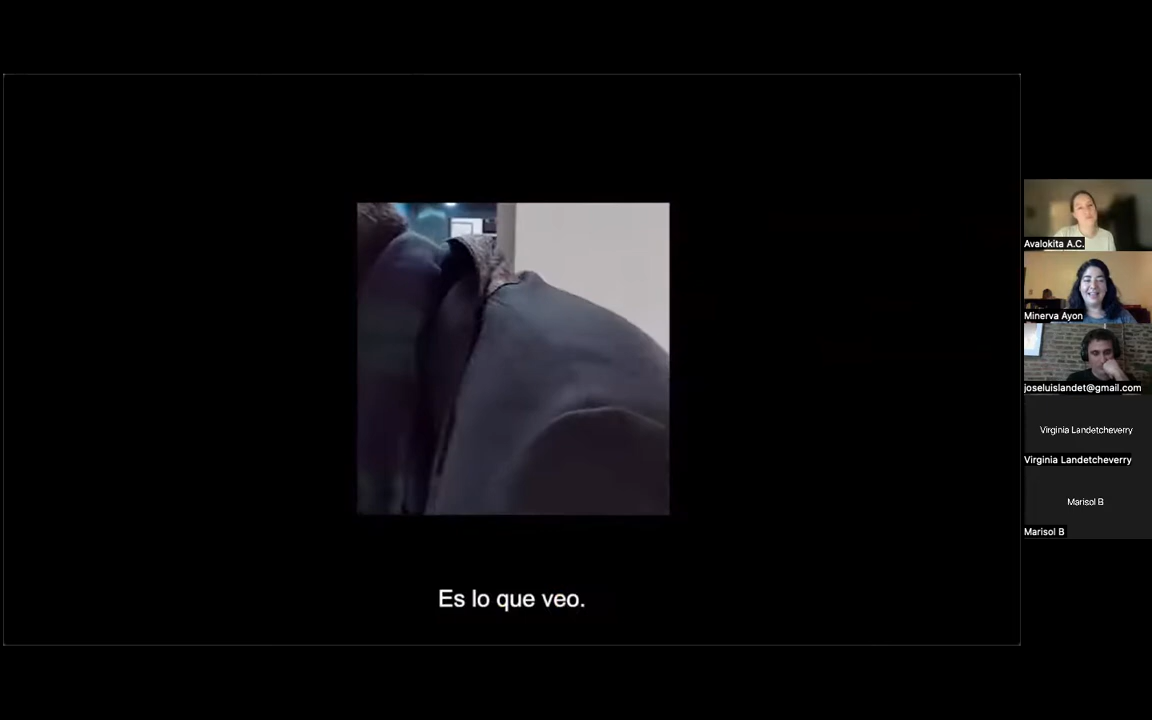 Es lo que veo.
Avalokita A.C.
Minerva Ayon
joseluislandet@gmail.com
Virginia Landetcheverry
Virginia Landetcheverry
Marisol B
Marisol B